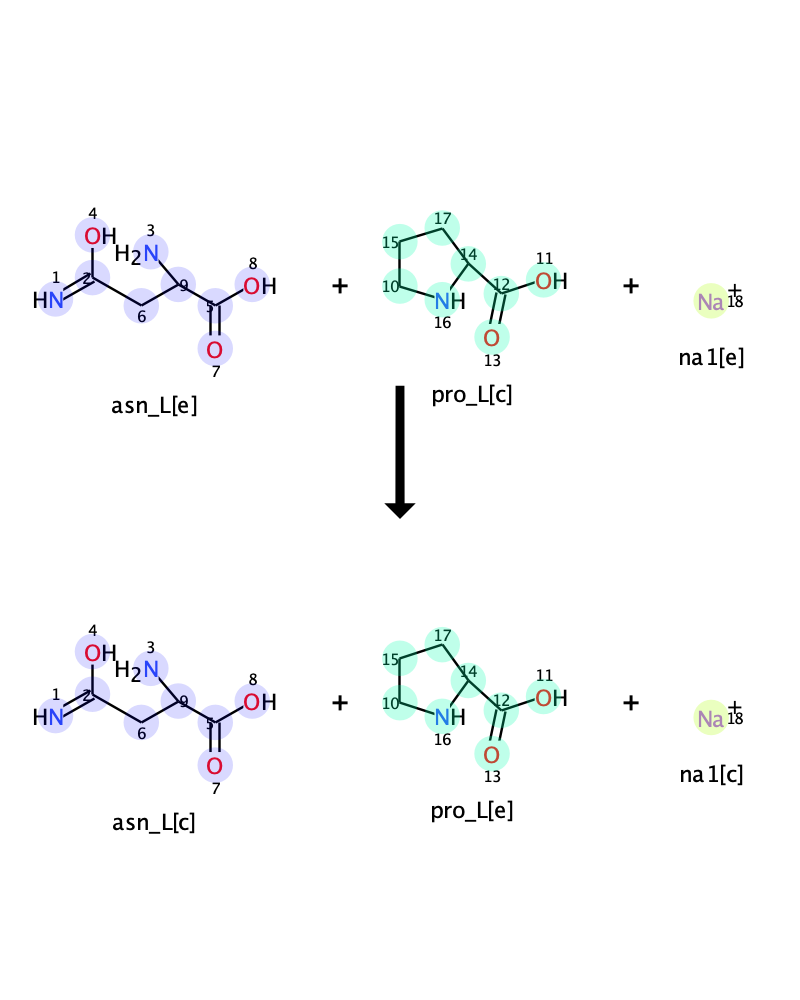 4
OH
3
H2N
1
HN
2
9
6
5
8
OH
O
7
asn_L[e]
+
17
15
14
10
NH
16
12
11
OH
O
13
pro_L[c]
+
Na+
18
na1[e]
4
OH
3
H2N
1
HN
2
9
6
5
8
OH
O
7
asn_L[c]
+
17
15
14
10
NH
16
12
11
OH
O
13
pro_L[e]
+
Na+
18
na1[c]